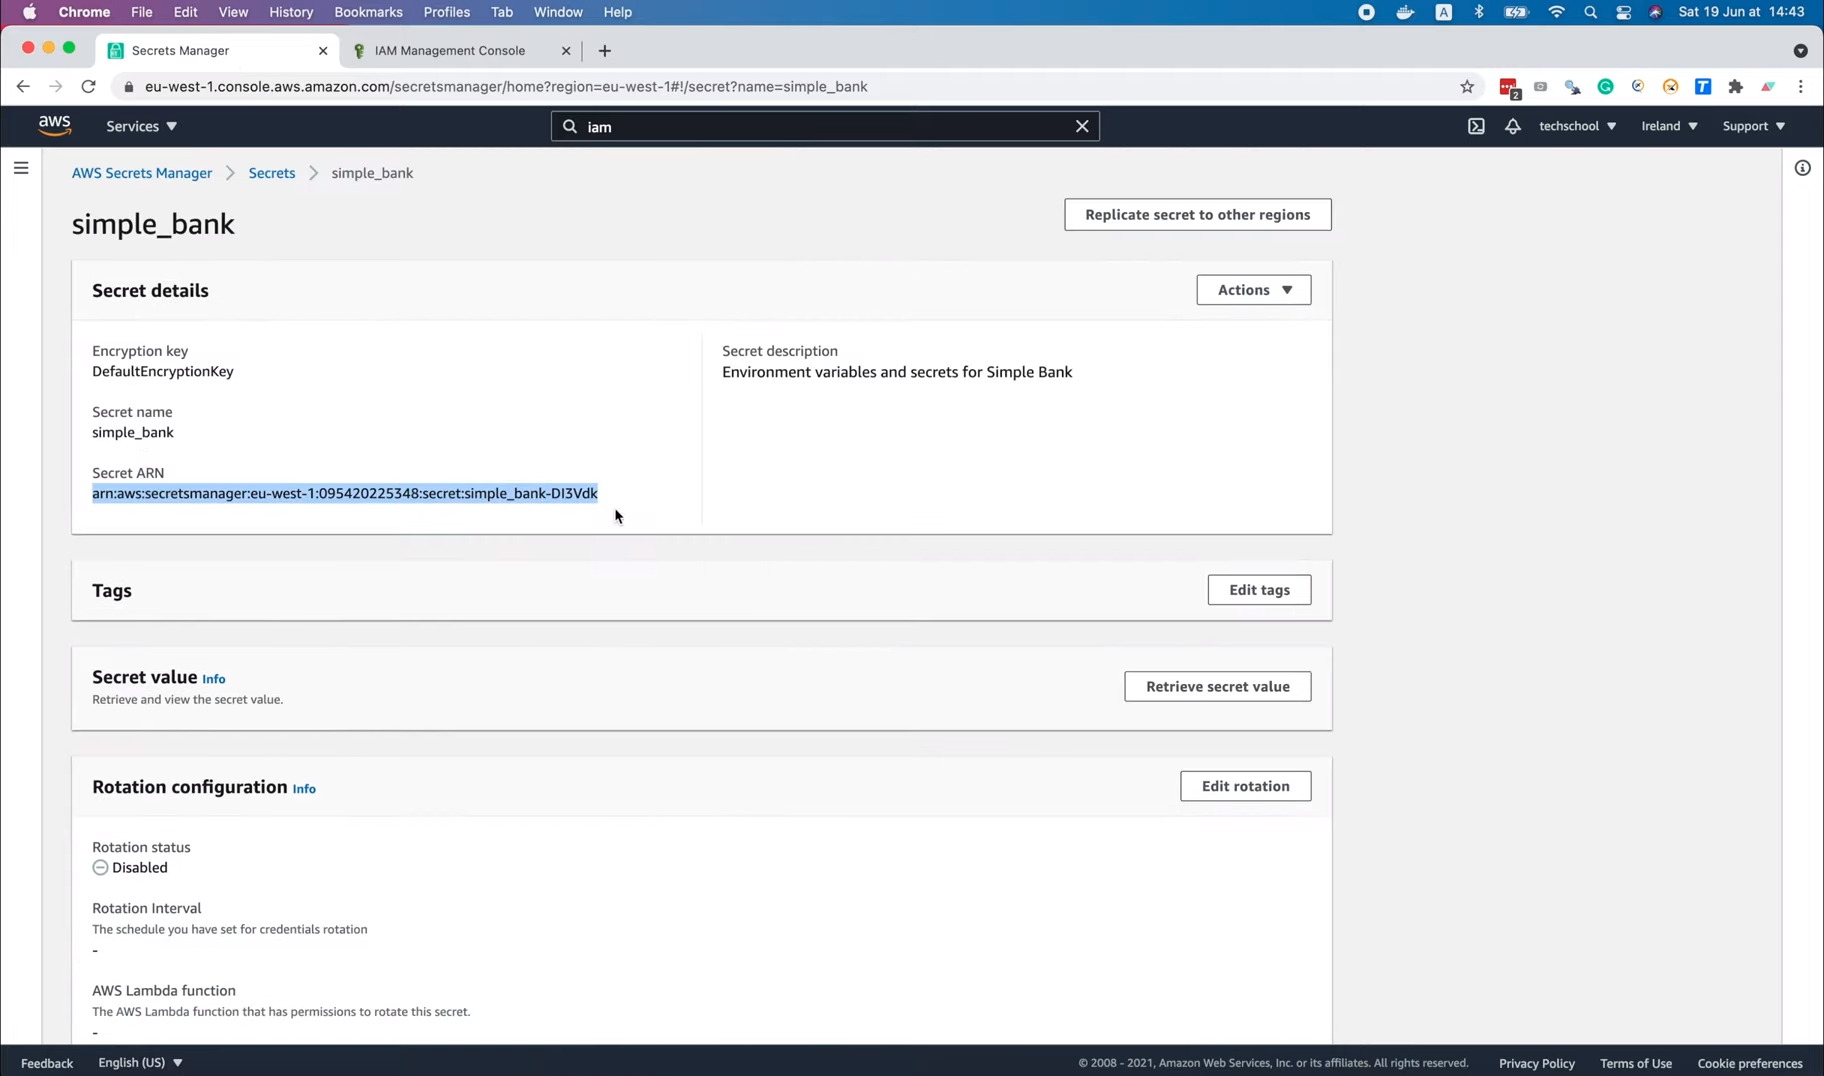 Chrome File Edit View History Bookmarks Profiles Tab Window Help A Sat 19 Jun at 14:43
Secrets Manager IAM Management Console
eu-west-1.console.aws.amazon.com/secretsmanager/home?region=eu-west-1#!/secret?name=simple_bank 2 T
aws Services iam techschool Ireland Support
AWS Secrets Manager Secrets simple_bank
simple_bank Replicate secret to other regions
Secret details Actions
Encryption key Secret description
DefaultEncryptionKey Environment variables and secrets for Simple Bank
Secret name
simple_bank
Secret ARN
arn:aws:secretsmanager:eu-west-1:095420225348:secret:simple_bank-DI3Vdk
Tags Edit tags
Secret value Info Retrieve secret value
Retrieve and view the secret value.
Rotation configuration Info Edit rotation
Rotation status
Disabled
Rotation Interval
The schedule you have set for credentials rotation
-
AWS Lambda function
The AWS Lambda function that has permissions to rotate this secret.
-
Feedback English (US) © 2008 - 2021, Amazon Web Services, Inc. or its affiliates. All rights reserved. Privacy Policy Terms of Use Cookie preferences